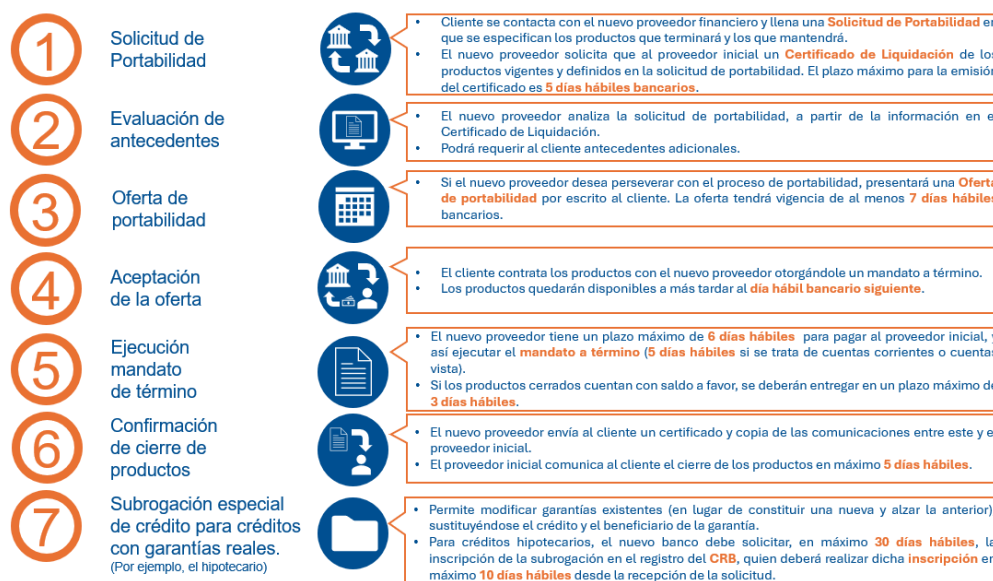 1
Solicitud de
Portabilidad
• Cliente se contacta con el nuevo proveedor financiero y llena una Solicitud de Portabilidad en
que se especifican los productos que terminará y los que mantendrá.
• El nuevo proveedor solicita que al proveedor inicial un Certificado de Liquidación de los
productos vigentes y definidos en la solicitud de portabilidad. El plazo máximo para la emisión
del certificado es 5 días hábiles bancarios.
2
Evaluación de
antecedentes
• El nuevo proveedor analiza la solicitud de portabilidad, a partir de la información en e
Certificado de Liquidación.
• Podrá requerir al cliente antecedentes adicionales.
3
Oferta de
portabilidad
• Si el nuevo proveedor desea perseverar con el proceso de portabilidad, presentará una Oferta
de portabilidad por escrito al cliente. La oferta tendrá vigencia de al menos 7 días hábiles
bancarios.
4
Aceptación
de la oferta
• El cliente contrata los productos con el nuevo proveedor otorgándole un mandato a término.
• Los productos quedarán disponibles a más tardar al día hábil bancario siguiente.
5
Ejecución
mandato
de término
• El nuevo proveedor tiene un plazo máximo de 6 días hábiles para pagar al proveedor inicial, y
así ejecutar el mandato a término (5 días hábiles si se trata de cuentas corrientes o cuentas
vista).
• Si los productos cerrados cuentan con saldo a favor, se deberán entregar en un plazo máximo de
3 días hábiles.
6
Confirmación
de cierre de
productos
• El nuevo proveedor envía al cliente un certificado y copia de las comunicaciones entre este y e
proveedor inicial.
• El proveedor inicial comunica al cliente el cierre de los productos en máximo 5 días hábiles.
7
Subrogación especial
de crédito para créditos
con garantías reales.
(Por ejemplo, el hipotecario)
• Permite modificar garantías existentes (en lugar de constituir una nueva y alzar la anterior)
sustituyéndose el crédito y el beneficiario de la garantía.
• Para créditos hipotecarios, el nuevo banco debe solicitar, en máximo 30 días hábiles, la
inscripción de la subrogación en el registro del CRB, quien deberá realizar dicha inscripción en
máximo 10 días hábiles desde la recepción de la solicitud.